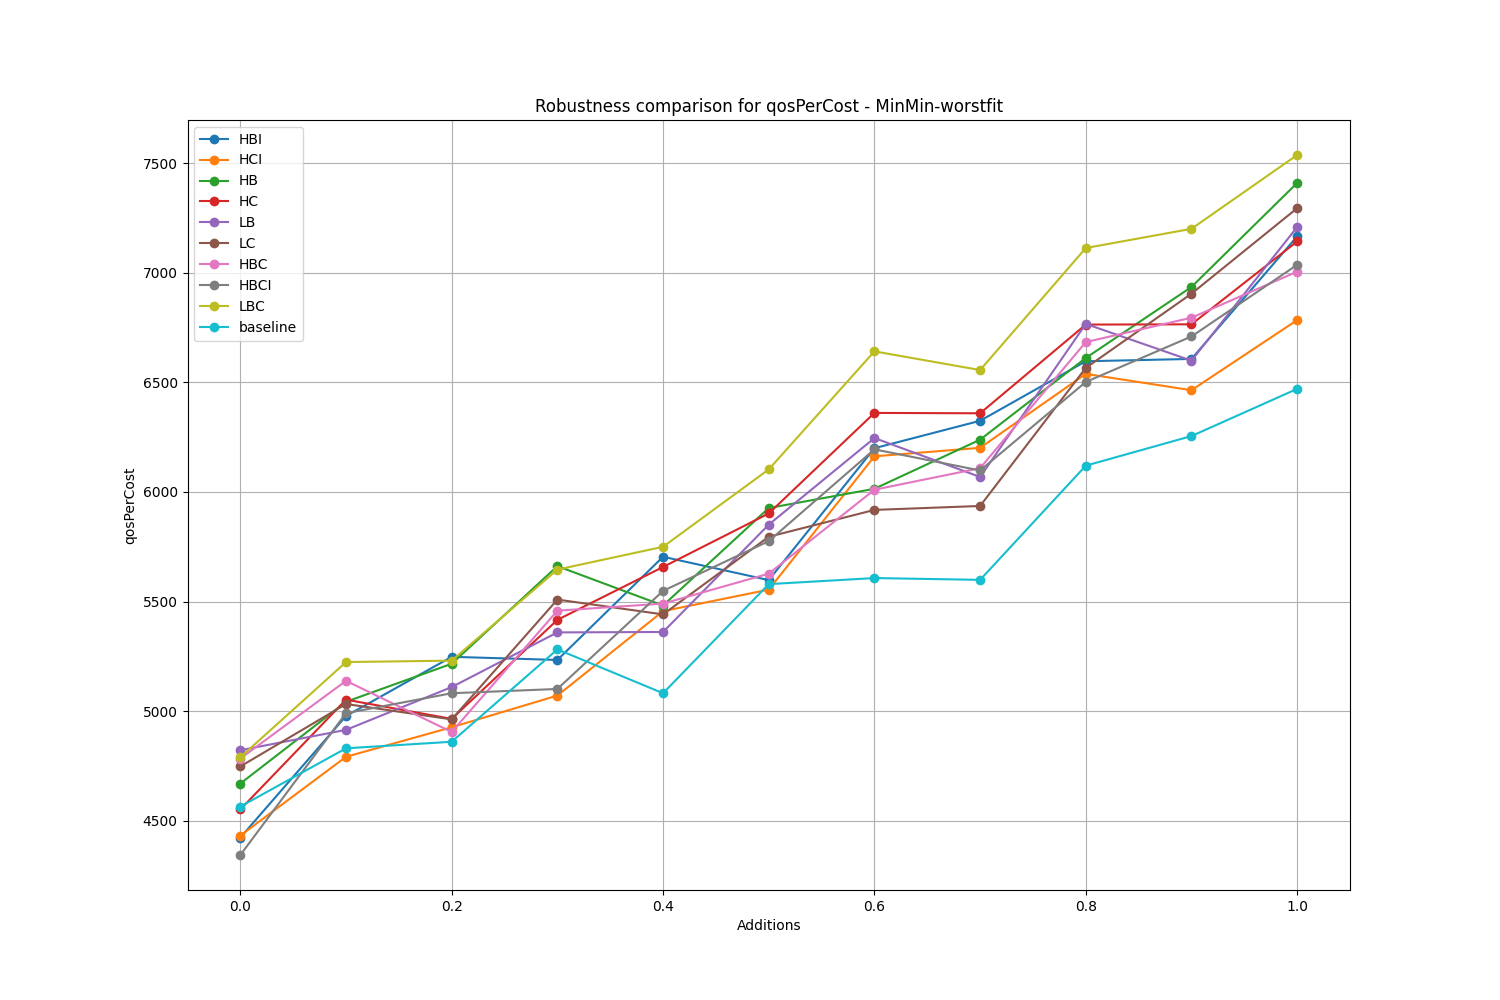 Robustness comparison for qosPerCost - MinMin-worstfit
HBI
HCI
HB
HC
LB
LC
HBC
HBCI
LBC
baseline
7500
7000
6500
6000
5500
5000
4500
qosPerCost
0.0
0.2
0.4
0.6
0.8
1.0
Additions